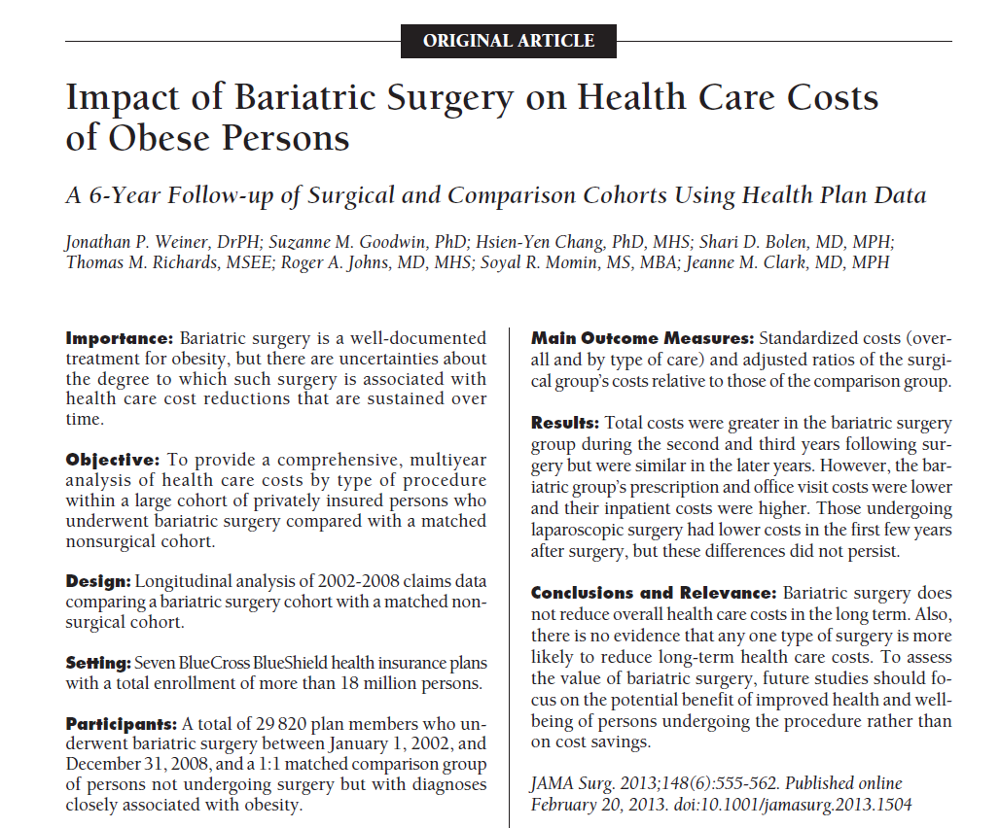 ORIGINAL ARTICLE
Impact of Bariatric Surgery on Health Care Costs
of Obese Persons
A 6-Year Follow-up of Surgical and Comparison Cohorts Using Health Plan Data
Jonathan P. Weiner, DrPH; Suzanne M. Goodwin, PhD; Hsien-Yen Chang, PhD, MHS; Shari D. Bolen, MD, MPH;
Thomas M. Richards, MSEE; Roger A. Johns, MD, MHS; Soyal R. Momin, MS, MBA; Jeanne M. Clark, MD, MPH
Importance: Bariatric surgery is a well-documented
treatment for obesity, but there are uncertainties about
the degree to which such surgery is associated with
health care cost reductions that are sustained over
time.
Objective: To provide a comprehensive, multiyear
analysis of health care costs by type of procedure
within a large cohort of privately insured persons who
underwent bariatric surgery compared with a matched
nonsurgical cohort.
Design: Longitudinal analysis of 2002-2008 claims data
comparing a bariatric surgery cohort with a matched non-
surgical cohort.
Setting: Seven BlueCross BlueShield health insurance plans
with a total enrollment of more than 18 million persons.
Participants: A total of 29 820 plan members who un-
derwent bariatric surgery between January 1, 2002, and
December 31, 2008, and a 1:1 matched comparison group
of persons not undergoing surgery but with diagnoses
closely associated with obesity.
Main Outcome Measures: Standardized costs (over-
all and by type of care) and adjusted ratios of the surgi-
cal group's costs relative to those of the comparison group.
Results: Total costs were greater in the bariatric surgery
group during the second and third years following sur-
gery but were similar in the later years. However, the bar-
iatric group's prescription and office visit costs were lower
and their inpatient costs were higher. Those undergoing
laparoscopic surgery had lower costs in the first few years
after surgery, but these differences did not persist.
Conclusions and Relevance: Bariatric surgery does
not reduce overall health care costs in the long term. Also,
there is no evidence that any one type of surgery is more
likely to reduce long-term health care costs. To assess
the value of bariatric surgery, future studies should fo-
cus on the potential benefit of improved health and well-
being of persons undergoing the procedure rather than
on cost savings.
JAMA Surg. 2013;148(6):555-562. Published online
February 20, 2013. doi:10.1001/jamasurg.2013.1504